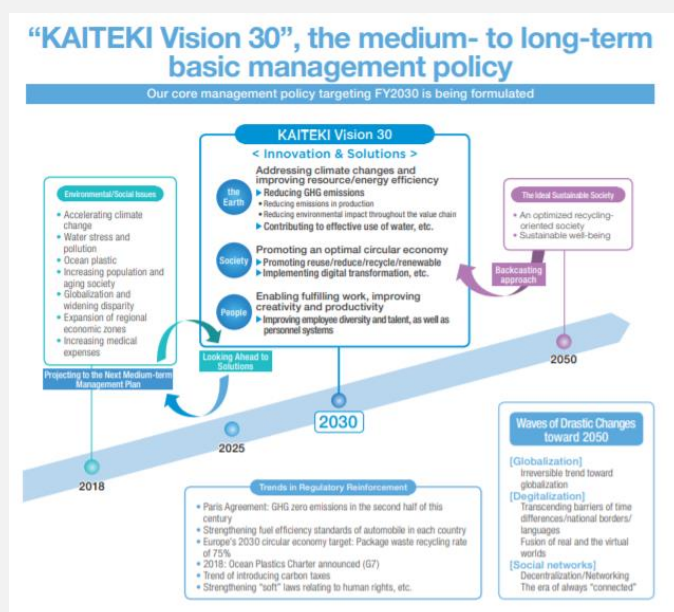 “KAITEKI Vision 30”, the medium- to long-term
basic management policy
Our core management policy targeting FY2030 is being formulated
KAITEKI Vision 30
< Innovation & Solutions >
the
Earth
Addressing climate changes and
improving resource/energy efficiency
▶ Reducing GHG emissions
• Reducing emissions in production
• Reducing environmental impact throughout the value chain
▶ Contributing to effective use of water, etc.
Society
Promoting an optimal circular economy
▶ Promoting reuse/reduce/recycle/renewable
▶ Implementing digital transformation, etc.
People
Enabling fulfilling work, improving
creativity and productivity
▶ Improving employee diversity and talent, as well as
personnel systems
Environmental/Social Issues
• Accelerating climate
change
• Water stress and
pollution
• Ocean plastic
• Increasing population and
aging society
• Globalization and
widening disparity
• Expansion of regional
economic zones
• Increasing medical
expenses
Projecting to the Next Medium-term
Management Plan
Looking Ahead to
Solutions
The Ideal Sustainable Society
• An optimized recycling-
oriented society
• Sustainable well-being
Backcasting
approach
2018
2025
2030
2050
Trends in Regulatory Reinforcement
• Paris Agreement: GHG zero emissions in the second half of this
century
• Strengthening fuel efficiency standards of automobile in each country
• Europe's 2030 circular economy target: Package waste recycling rate
of 75%
• 2018: Ocean Plastics Charter announced (G7)
• Trend of introducing carbon taxes
• Strengthening “soft” laws relating to human rights, etc.
Waves of Drastic Changes
toward 2050
[Globalization]
Irreversible trend toward
globalization
[Degitalization]
Transcending barriers of time
differences/national borders/
languages
Fusion of real and the virtual
worlds
[Social networks]
Decentralization/Networking
The era of always “connected”